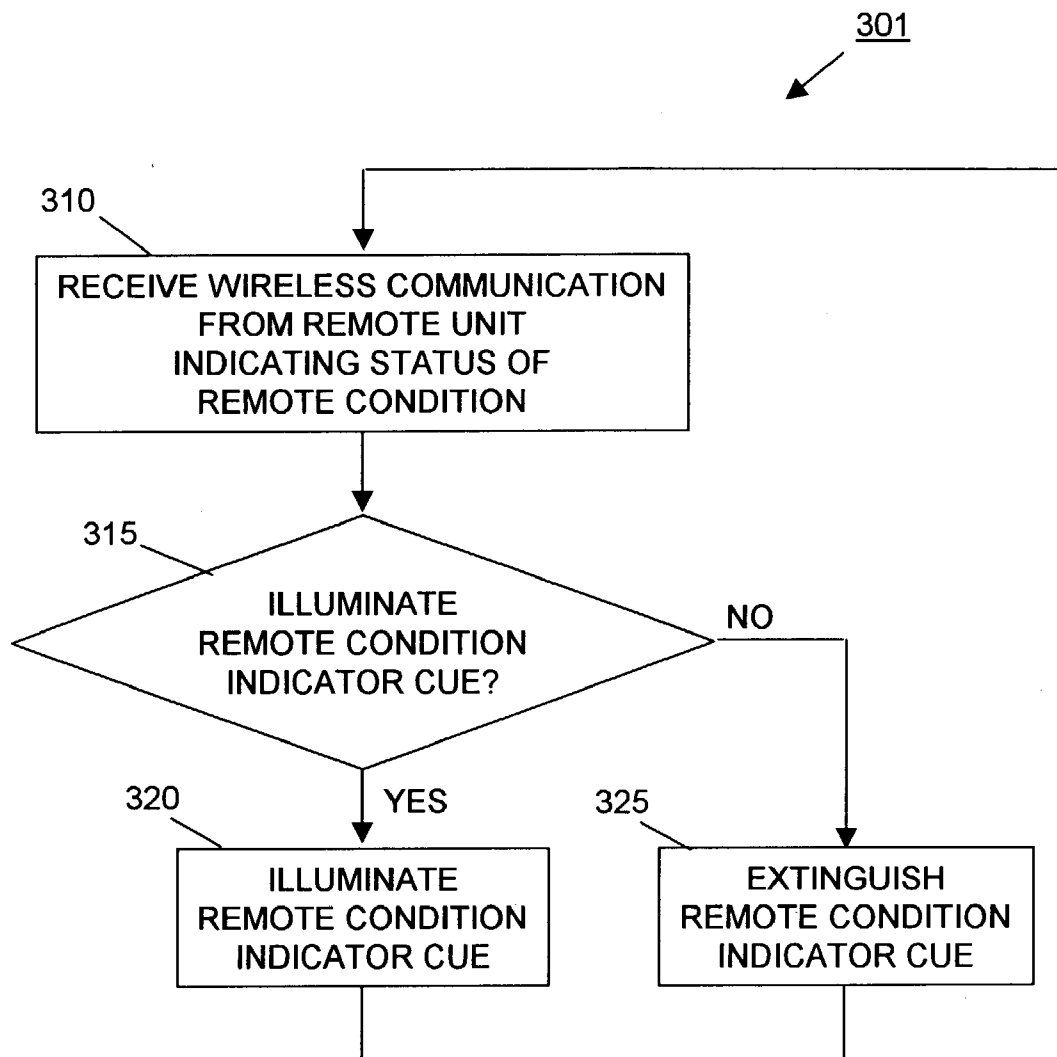 301
310
RECEIVE WIRELESS COMMUNICATION
FROM REMOTE UNIT
INDICATING STATUS OF
REMOTE CONDITION
315
ILLUMINATE
REMOTE CONDITION
INDICATOR CUE?
NO
YES
320
ILLUMINATE
REMOTE CONDITION
INDICATOR CUE
325
EXTINGUISH
REMOTE CONDITION
INDICATOR CUE